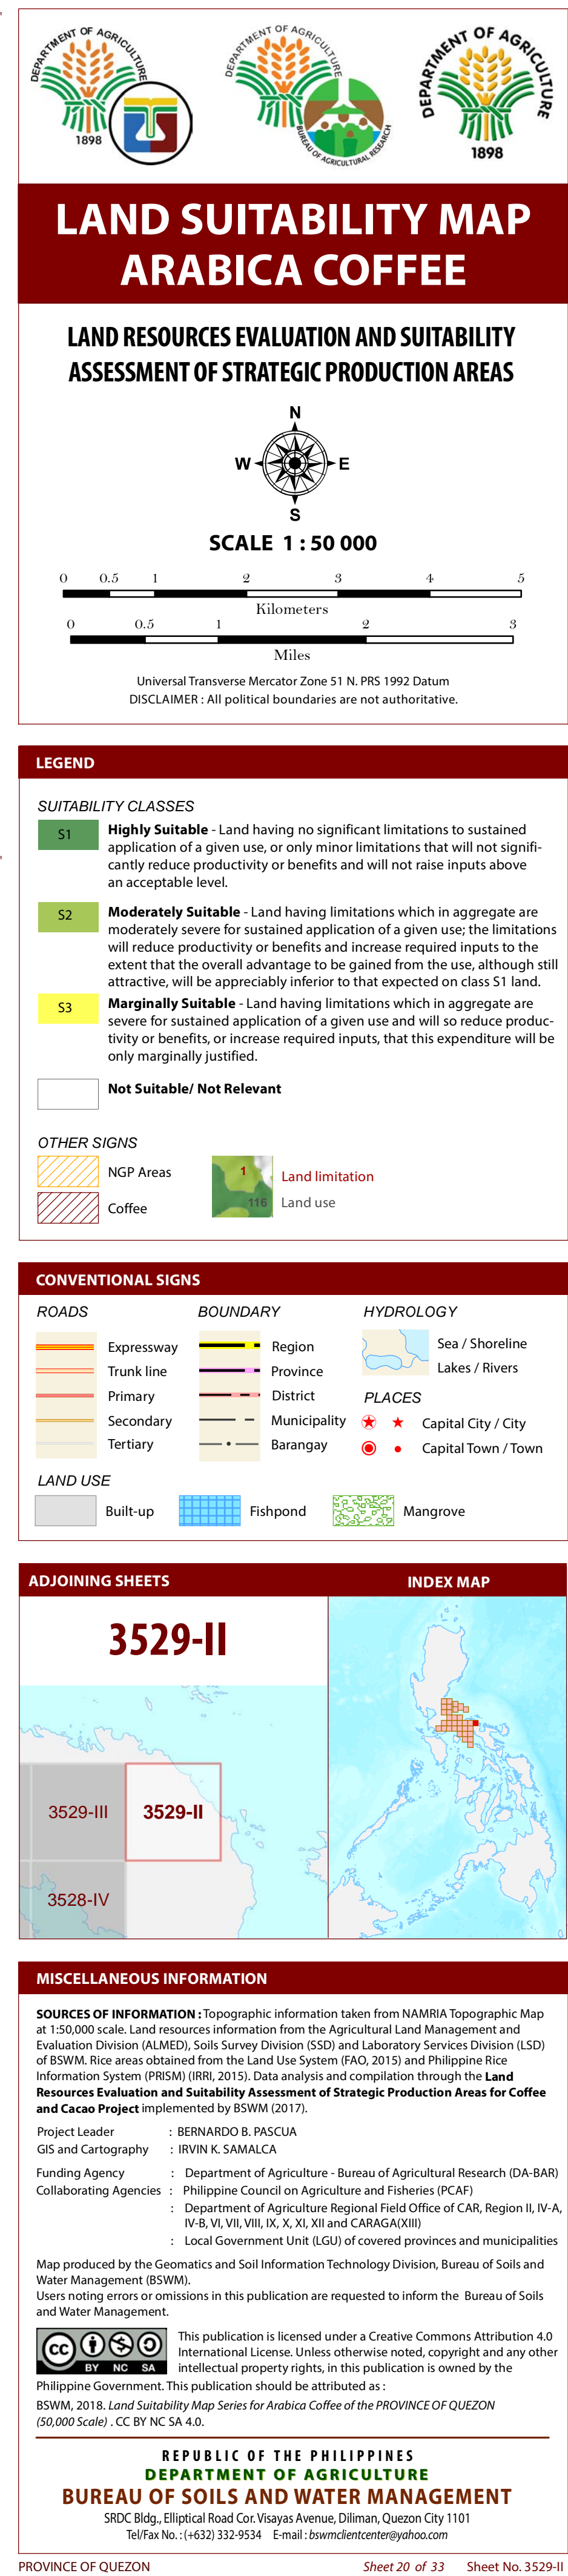 DEPARTMENT OF AGRICULTURE
1898
DEPARTMENT OF AGRICULTURE
BUREAU OF AGRICULTURAL RESEARCH
DEPARTMENT OF AGRICULTURE
1898
LAND SUITABILITY MAP
ARABICA COFFEE
LAND RESOURCES EVALUATION AND SUITABILITY
ASSESSMENT OF STRATEGIC PRODUCTION AREAS
N
W E
S
SCALE 1 : 50 000
0 0.5 1 2 3 4 5
Kilometers
0 0.5 1 2 3
Miles
Universal Transverse Mercator Zone 51 N. PRS 1992 Datum
DISCLAIMER : All political boundaries are not authoritative.
LEGEND
SUITABILITY CLASSES
S1 Highly Suitable - Land having no significant limitations to sustained
application of a given use, or only minor limitations that will not signifi-
cantly reduce productivity or benefits and will not raise inputs above
an acceptable level.
S2 Moderately Suitable - Land having limitations which in aggregate are
moderately severe for sustained application of a given use; the limitations
will reduce productivity or benefits and increase required inputs to the
extent that the overall advantage to be gained from the use, although still
attractive, will be appreciably inferior to that expected on class S1 land.
S3 Marginally Suitable - Land having limitations which in aggregate are
severe for sustained application of a given use and will so reduce produc-
tivity or benefits, or increase required inputs, that this expenditure will be
only marginally justified.
Not Suitable/ Not Relevant
OTHER SIGNS
NGP Areas 1 Land limitation
Coffee 116 Land use
CONVENTIONAL SIGNS
ROADS BOUNDARY HYDROLOGY
Expressway Region Sea / Shoreline
Trunk line Province Lakes / Rivers
Primary District PLACES
Secondary Municipality Capital City / City
Tertiary Barangay Capital Town / Town
LAND USE
Built-up Fishpond Mangrove
ADJOINING SHEETS INDEX MAP
3529-II
3529-III 3529-II
3528-IV
MISCELLANEOUS INFORMATION
SOURCES OF INFORMATION : Topographic information taken from NAMRIA Topographic Map
at 1:50,000 scale. Land resources information from the Agricultural Land Management and
Evaluation Division (ALMED), Soils Survey Division (SSD) and Laboratory Services Division (LSD)
of BSWM. Rice areas obtained from the Land Use System (FAO, 2015) and Philippine Rice
Information System (PRISM) (IRRI, 2015). Data analysis and compilation through the Land
Resources Evaluation and Suitability Assessment of Strategic Production Areas for Coffee
and Cacao Project implemented by BSWM (2017).
Project Leader : BERNARDO B. PASCUA
GIS and Cartography : IRVIN K. SAMALCA
Funding Agency : Department of Agriculture - Bureau of Agricultural Research (DA-BAR)
Collaborating Agencies : Philippine Council on Agriculture and Fisheries (PCAF)
: Department of Agriculture Regional Field Office of CAR, Region II, IV-A,
IV-B, VI, VII, VIII, IX, X, XI, XII and CARAGA(XIII)
: Local Government Unit (LGU) of covered provinces and municipalities
Map produced by the Geomatics and Soil Information Technology Division, Bureau of Soils and
Water Management (BSWM).
Users noting errors or omissions in this publication are requested to inform the Bureau of Soils
and Water Management.
cc BY NC SA
This publication is licensed under a Creative Commons Attribution 4.0
International License. Unless otherwise noted, copyright and any other
intellectual property rights, in this publication is owned by the
Philippine Government. This publication should be attributed as :
BSWM, 2018. Land Suitability Map Series for Arabica Coffee of the PROVINCE OF QUEZON
(50,000 Scale) . CC BY NC SA 4.0.
REPUBLIC OF THE PHILIPPINES
DEPARTMENT OF AGRICULTURE
BUREAU OF SOILS AND WATER MANAGEMENT
SRDC Bldg., Elliptical Road Cor. Visayas Avenue, Diliman, Quezon City 1101
Tel/Fax No. : (+632) 332-9534 E-mail : bswmclientcenter@yahoo.com
PROVINCE OF QUEZON Sheet 20 of 33 Sheet No. 3529-II